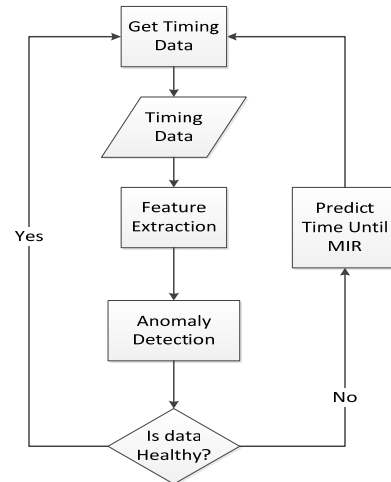 Get Timing
Data
Timing
Data
Feature
Extraction
Predict
Time Until
MIR
Yes
Anomaly
Detection
No
Is data
Healthy?